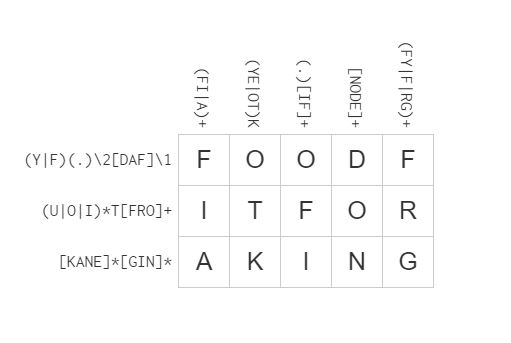 (FI|A)+
(YE|OT)K
(.)[IF]+
[NODE]+
(FY|F|RG)+
(Y|F)(.)\2[DAF]\1 F O O D F
(U|O|I)*T[FRO]+ I T F O R
[KANE]*[GIN]* A K I N G